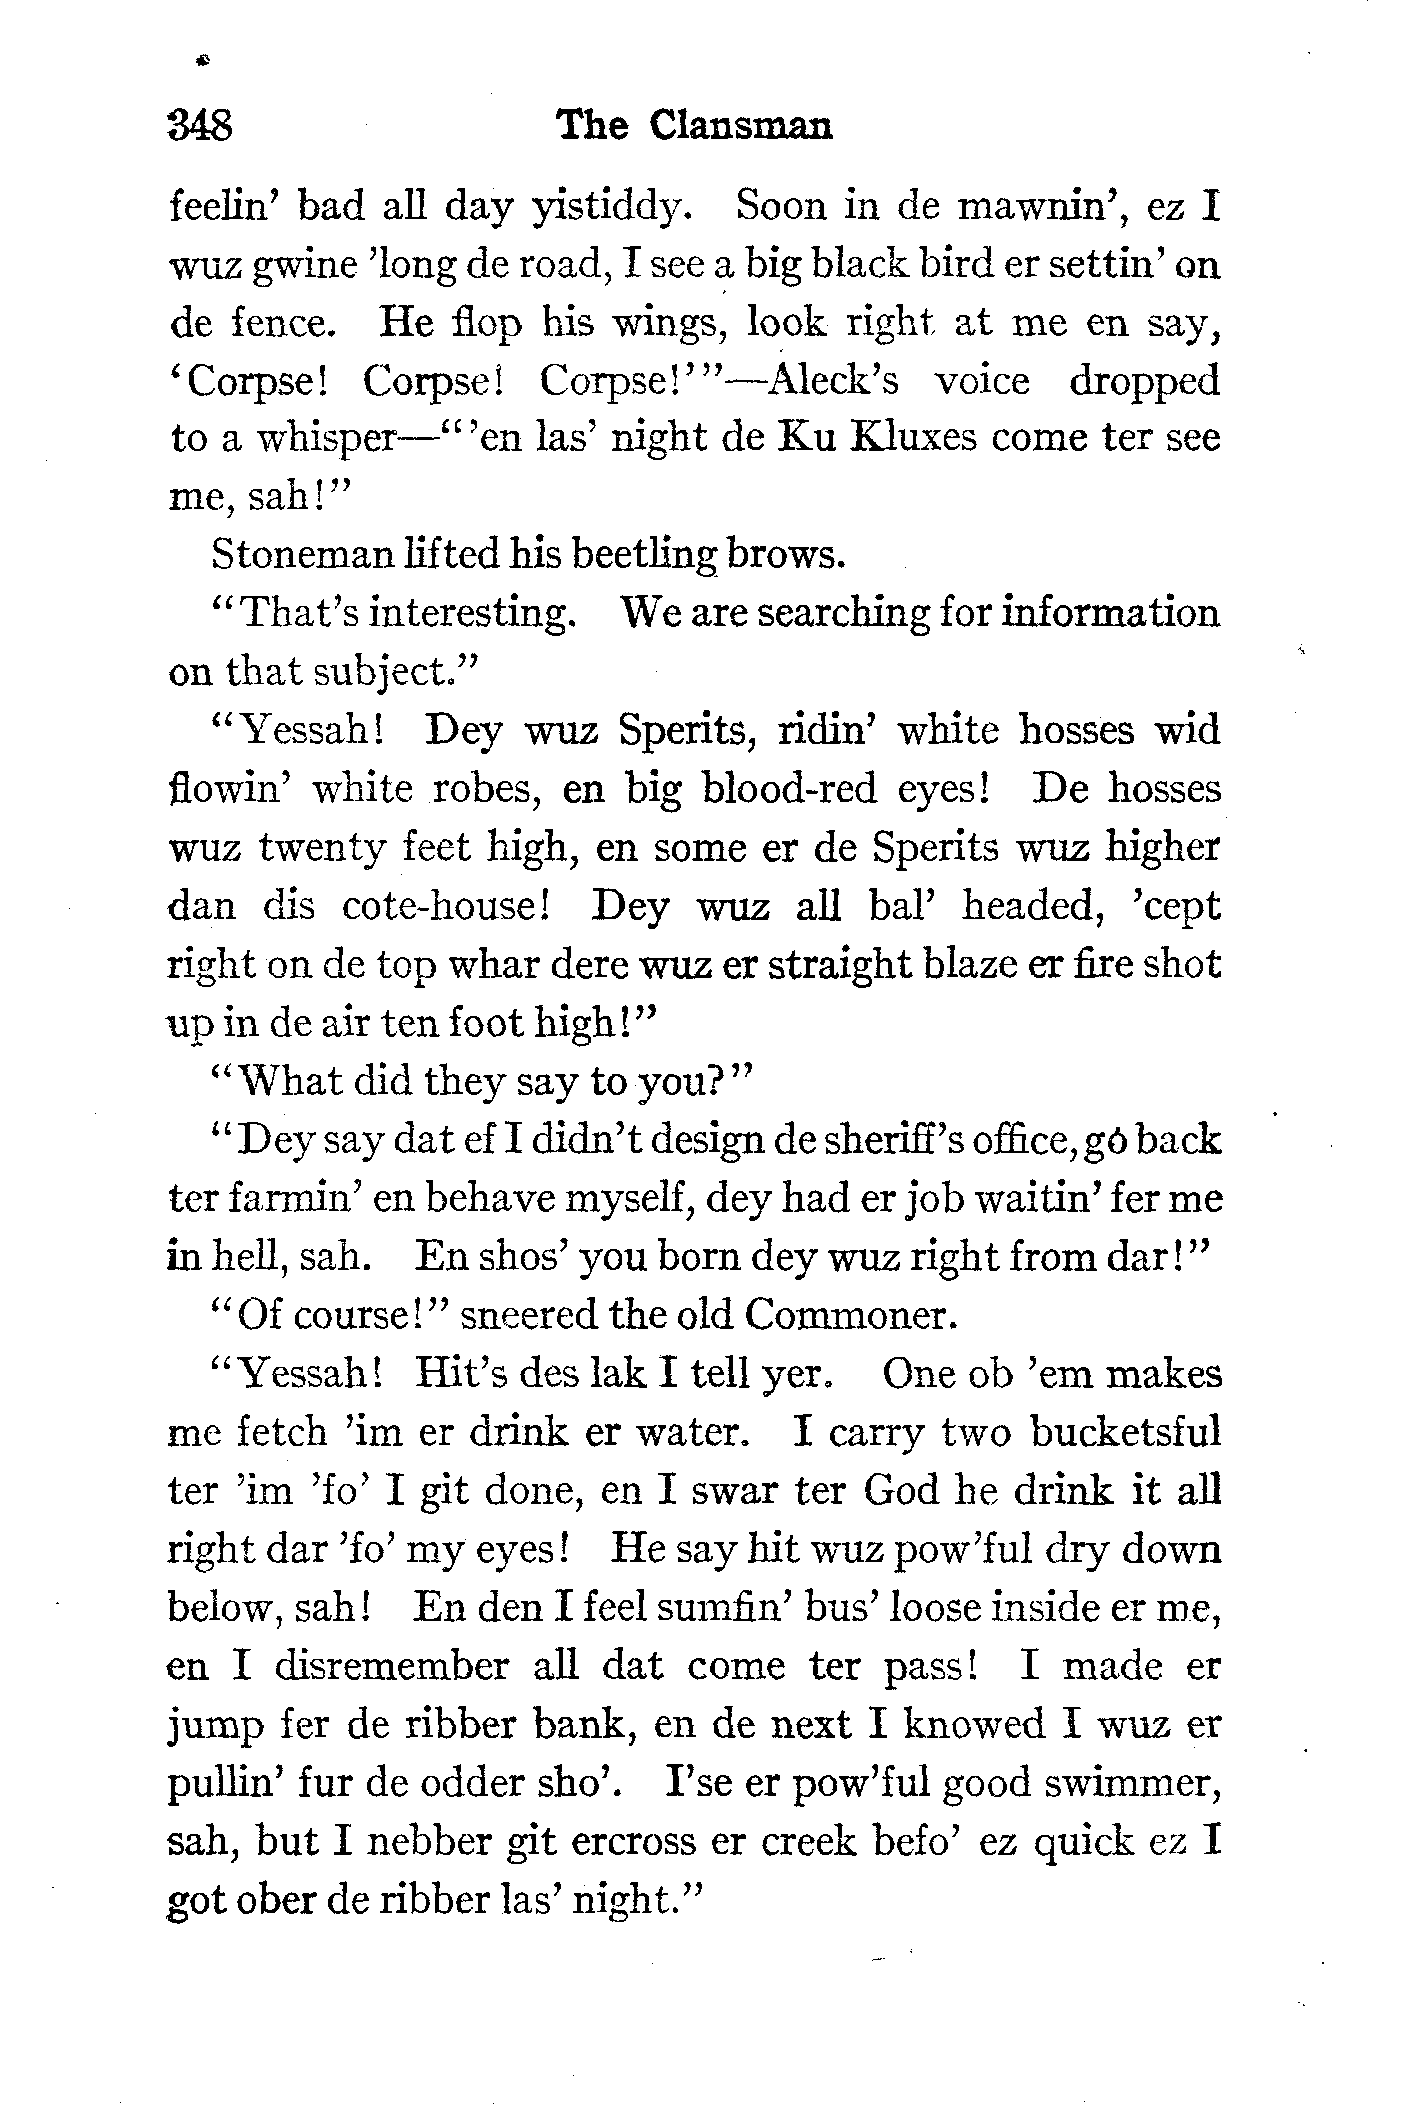 348 The Clansman
feelin' bad all day yistiddy. Soon in de mawnin', ez I
wuz gwine 'long de road, I see a big black bird er settin' on
de fence. He flop his wings, look right at me en say,
'Corpse! Corpse! Corpse!'"—Aleck's voice dropped
to a whisper—"'en las' night de Ku Kluxes come ter see
me, sah!"
Stoneman lifted his beetling brows.
"That's interesting. We are searching for information
on that subject."
"Yessah! Dey wuz Sperits, ridin' white hosses wid
flowin' white robes, en big blood-red eyes! De hosses
wuz twenty feet high, en some er de Sperits wuz higher
dan dis cote-house! Dey wuz all bal' headed, 'cept
right on de top whar dere wuz er straight blaze er fire shot
up in de air ten foot high!"
"What did they say to you?"
"Dey say dat ef I didn't design de sheriff's office, go back
ter farmin' en behave myself, dey had er job waitin' fer me
in hell, sah. En shos' you born dey wuz right from dar!"
"Of course!" sneered the old Commoner.
"Yessah! Hit's des lak I tell yer. One ob 'em makes
me fetch 'im er drink er water. I carry two bucketsful
ter 'im 'fo' I git done, en I swar ter God he drink it all
right dar 'fo' my eyes! He say hit wuz pow'ful dry down
below, sah! En den I feel sumfin' bus' loose inside er me,
en I disremember all dat come ter pass! I made er
jump fer de ribber bank, en de next I knowed I wuz er
pullin' fur de odder sho'. I'se er pow'ful good swimmer,
sah, but I nebber git ercross er creek befo' ez quick ez I
got ober de ribber las' night."